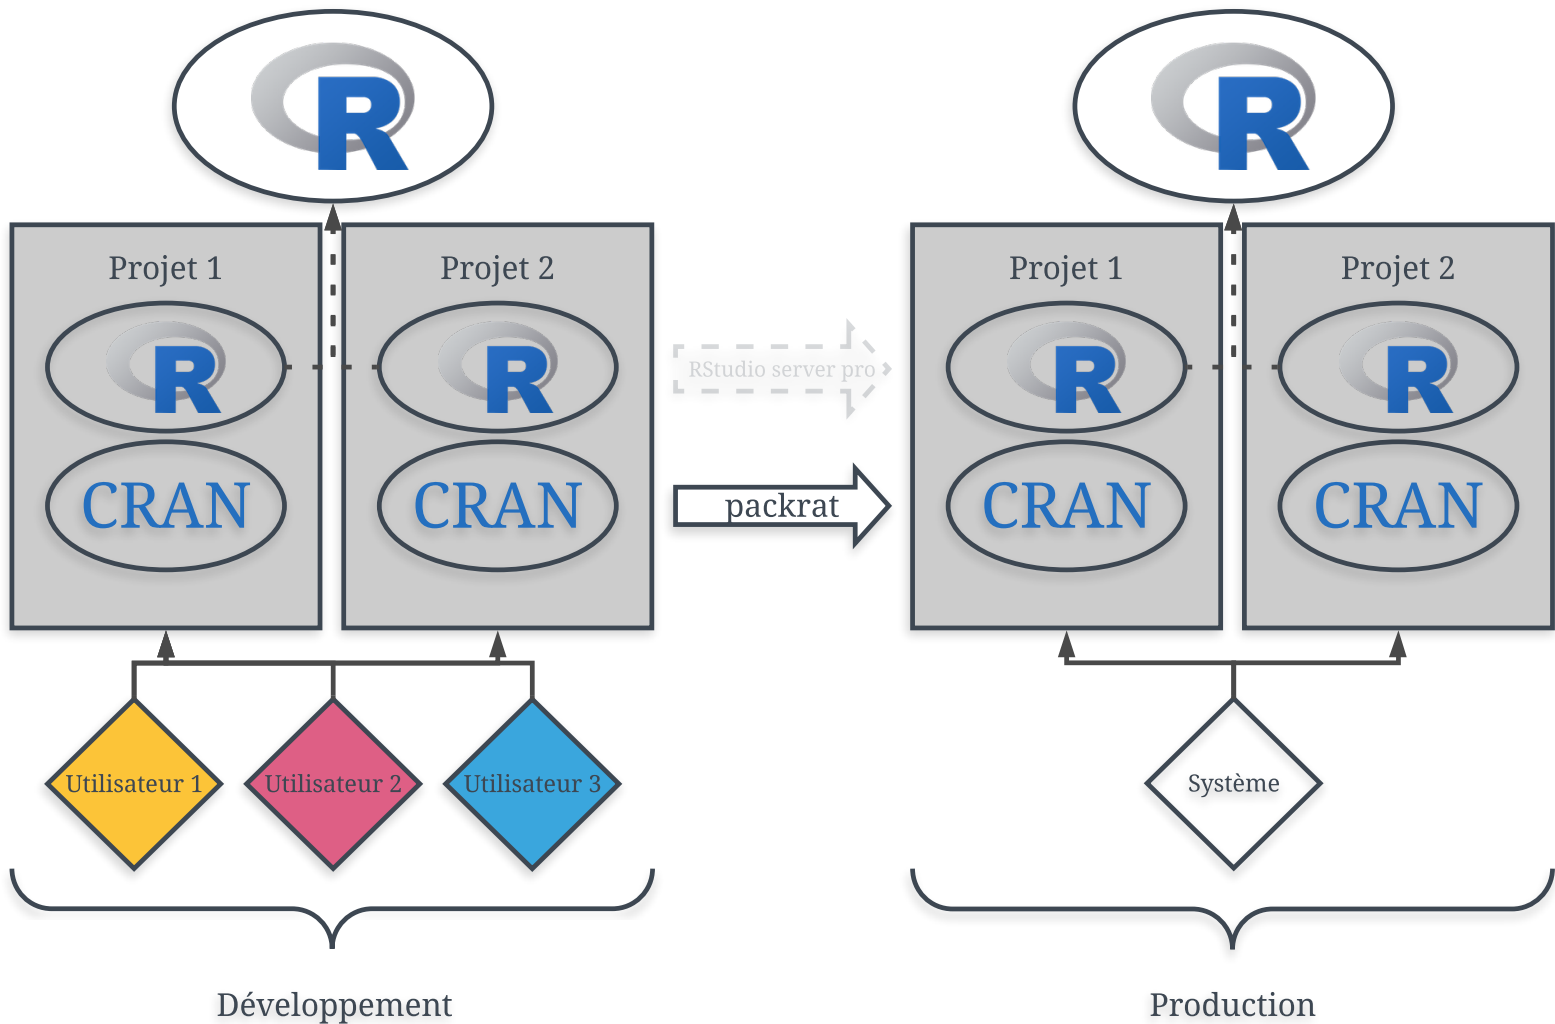 R
R
Projet 1
Projet 2
Projet 1
Projet 2
R
R
R
R
RStudio server pro
CRAN
CRAN
packrat
CRAN
CRAN
Utilisateur 1
Utilisateur 2
Utilisateur 3
Système
Développement
Production